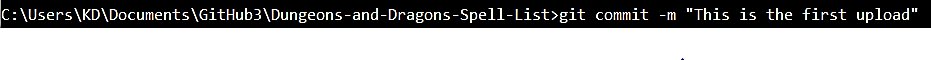 C:\Users\KD\Documents\GitHub3\Dungeons-and-Dragons-Spell-List>git commit -m "This is the first upload"